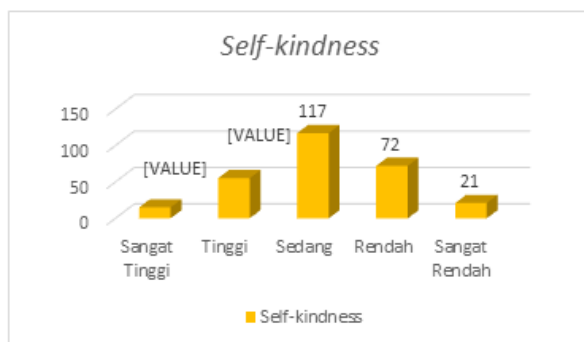 Self-kindness
150
100
50
0
[VALUE]
[VALUE]
117
72
21
Sangat
Tinggi
Tinggi
Sedang
Rendah
Sangat
Rendah
Self-kindness